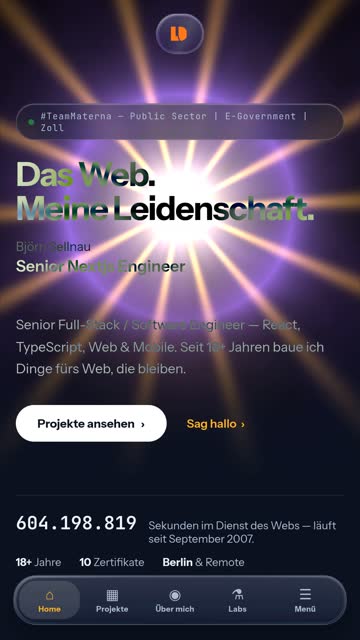 #TeamMaterna — Public Sector | E-Government |
Zoll
Das Web.
Meine Leidenschaft.
Björn Sellnau
Senior Engineer
Senior Full-Stack / Software Engineer — React,
TypeScript, Web & Mobile. Seit 18+ Jahren baue ich
Dinge fürs Web, die bleiben.
Projekte ansehen ›
Sag hallo ›
604.198.819 Sekunden im Dienst des Webs — läuft
seit September 2007.
18+ Jahre 10 Zertifikate Berlin & Remote
Home Projekte Über mich Labs Menü